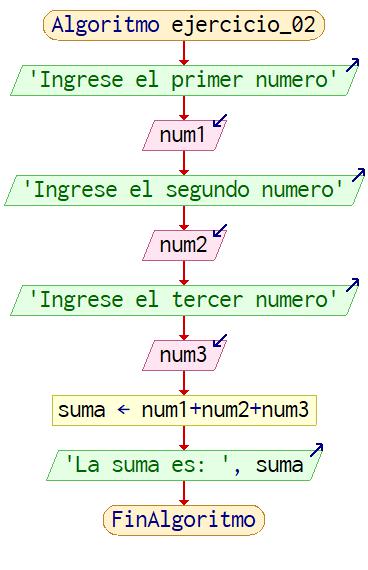 Algoritmo ejercicio_02
'Ingrese el primer numero'
num1
'Ingrese el segundo numero'
num2
'Ingrese el tercer numero'
num3
suma ← num1+num2+num3
'La suma es: ', suma
FinAlgoritmo